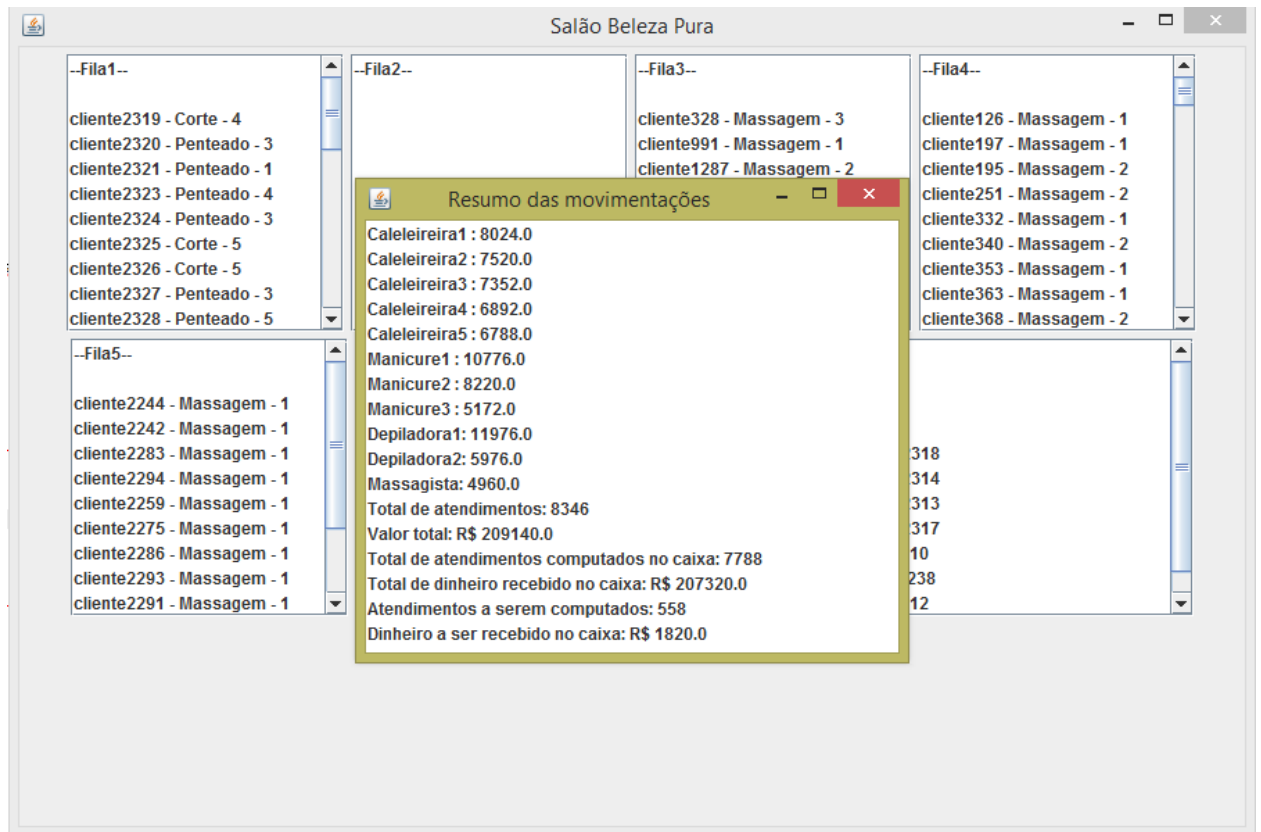 Salão Beleza Pura
--Fila1--
cliente2319 - Corte - 4
cliente2320 - Penteado - 3
cliente2321 - Penteado - 1
cliente2323 - Penteado - 4
cliente2324 - Penteado - 3
cliente2325 - Corte - 5
cliente2326 - Corte - 5
cliente2327 - Penteado - 3
cliente2328 - Penteado - 5
--Fila2--
--Fila3--
cliente328 - Massagem - 3
cliente991 - Massagem - 1
cliente1287 - Massagem - 2
--Fila4--
cliente126 - Massagem - 1
cliente197 - Massagem - 1
cliente195 - Massagem - 2
cliente251 - Massagem - 2
cliente332 - Massagem - 1
cliente340 - Massagem - 2
cliente353 - Massagem - 1
cliente363 - Massagem - 1
cliente368 - Massagem - 2
--Fila5--
cliente2244 - Massagem - 1
cliente2242 - Massagem - 1
cliente2283 - Massagem - 1
cliente2294 - Massagem - 1
cliente2259 - Massagem - 1
cliente2275 - Massagem - 1
cliente2286 - Massagem - 1
cliente2293 - Massagem - 1
cliente2291 - Massagem - 1
Resumo das movimentações
Caleleireira1 : 8024.0
Caleleireira2 : 7520.0
Caleleireira3 : 7352.0
Caleleireira4 : 6892.0
Caleleireira5 : 6788.0
Manicure1 : 10776.0
Manicure2 : 8220.0
Manicure3 : 5172.0
Depiladora1: 11976.0
Depiladora2: 5976.0
Massagista: 4960.0
Total de atendimentos: 8346
Valor total: R$ 209140.0
Total de atendimentos computados no caixa: 7788
Total de dinheiro recebido no caixa: R$ 207320.0
Atendimentos a serem computados: 558
Dinheiro a ser recebido no caixa: R$ 1820.0
318
314
313
317
10
238
12